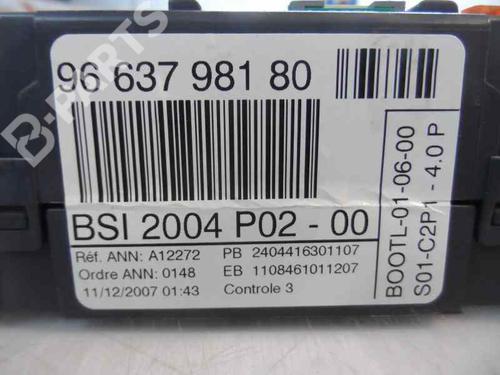 96 637 981 80
BSI 2004 P02 - 00
Réf. ANN: A12272 PB 2404416301107
Ordre ANN: 0148 EB 1108461011207
11/12/2007 01:43 Controle 3
BOOTL-01-06-00
S01-C2P1 - 4.0 P
B-PARTS